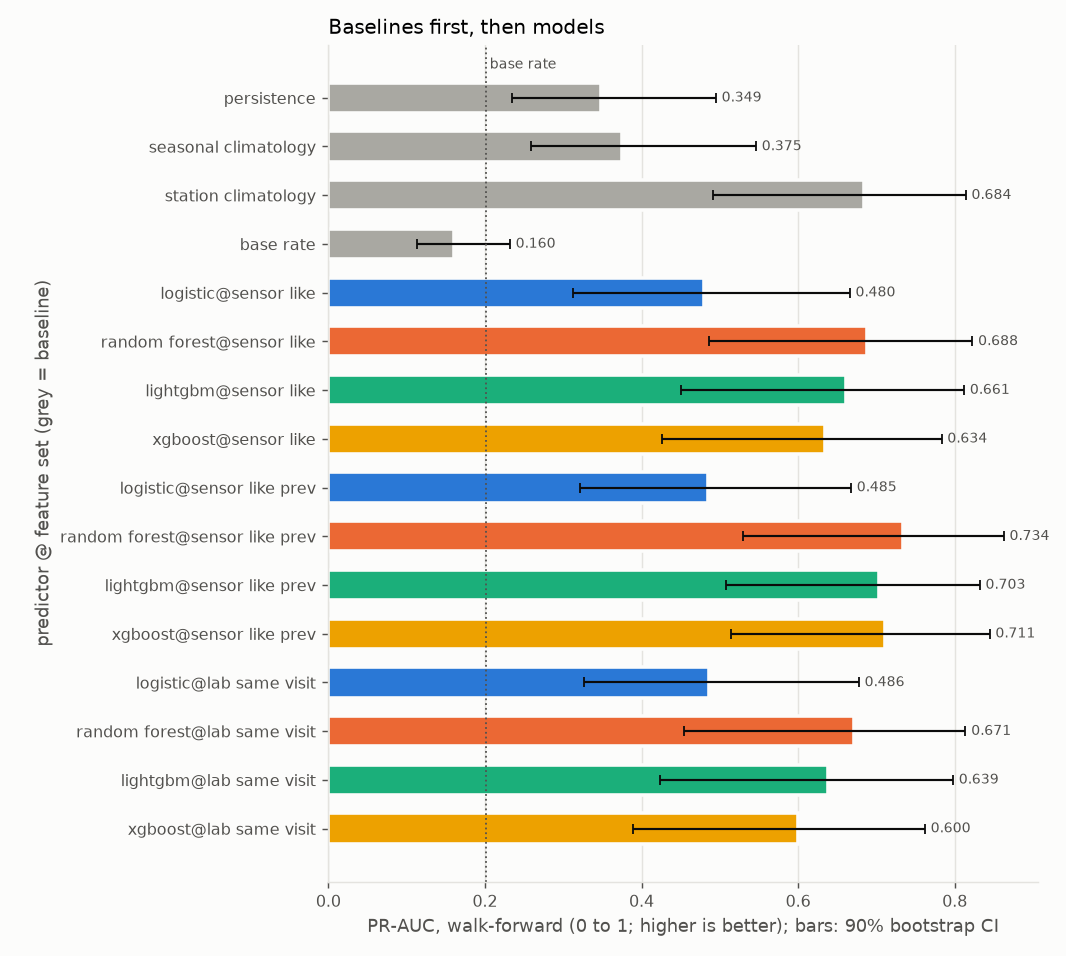 Baselines first, then models
base rate
persistence 0.349
seasonal climatology 0.375
station climatology 0.684
base rate 0.160
logistic@sensor like 0.480
random forest@sensor like 0.688
lightgbm@sensor like 0.661
xgboost@sensor like 0.634
logistic@sensor like prev 0.485
random forest@sensor like prev 0.734
lightgbm@sensor like prev 0.703
xgboost@sensor like prev 0.711
logistic@lab same visit 0.486
random forest@lab same visit 0.671
lightgbm@lab same visit 0.639
xgboost@lab same visit 0.600
predictor @ feature set (grey = baseline)
0.0 0.2 0.4 0.6 0.8
PR-AUC, walk-forward (0 to 1; higher is better); bars: 90% bootstrap CI